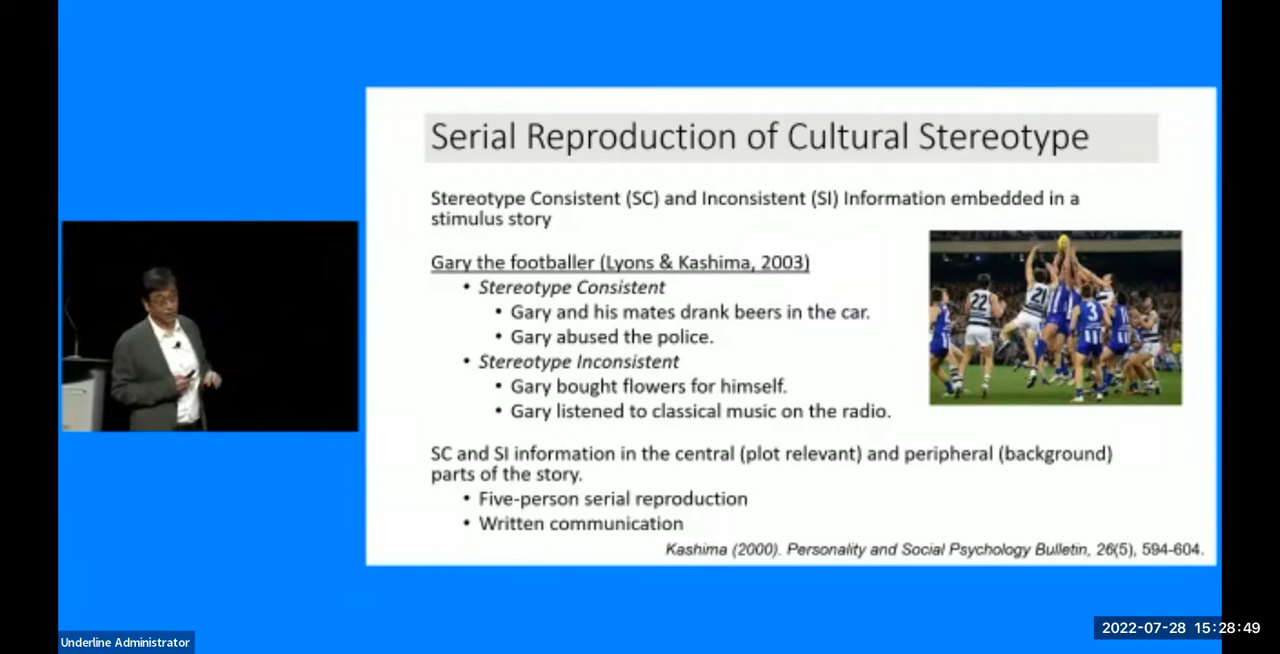 Serial Reproduction of Cultural Stereotype
Stereotype Consistent (SC) and Inconsistent (SI) Information embedded in a
stimulus story
Gary the footballer (Lyons & Kashima, 2003)
• Stereotype Consistent
• Gary and his mates drank beers in the car.
• Gary abused the police.
• Stereotype Inconsistent
• Gary bought flowers for himself.
• Gary listened to classical music on the radio.
SC and SI information in the central (plot relevant) and peripheral (background)
parts of the story.
• Five-person serial reproduction
• Written communication
Kashima (2000). Personality and Social Psychology Bulletin, 26(5), 594-604.
22
21
3
Underline Administrator
2022-07-28 15:28:49